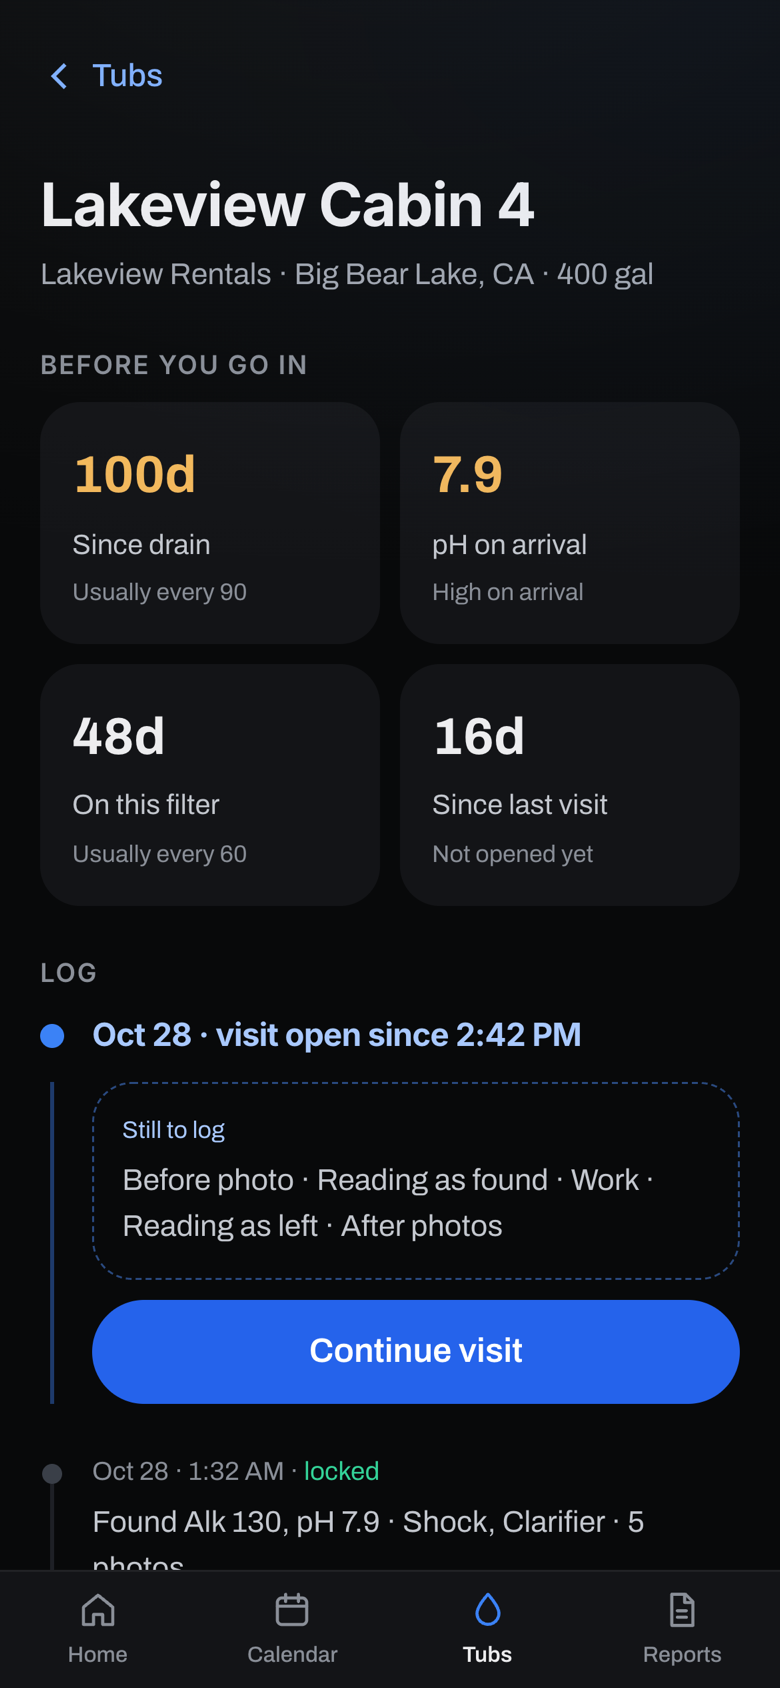 Tubs
Lakeview Cabin 4
Lakeview Rentals · Big Bear Lake, CA · 400 gal
BEFORE YOU GO IN
100d
Since drain
Usually every 90
7.9
pH on arrival
High on arrival
48d
On this filter
Usually every 60
16d
Since last visit
Not opened yet
LOG
Oct 28 · visit open since 2:42 PM
Still to log
Before photo · Reading as found · Work ·
Reading as left · After photos
Continue visit
Oct 28 · 1:32 AM · locked
Found Alk 130, pH 7.9 · Shock, Clarifier · 5
photos
Home
Calendar
Tubs
Reports